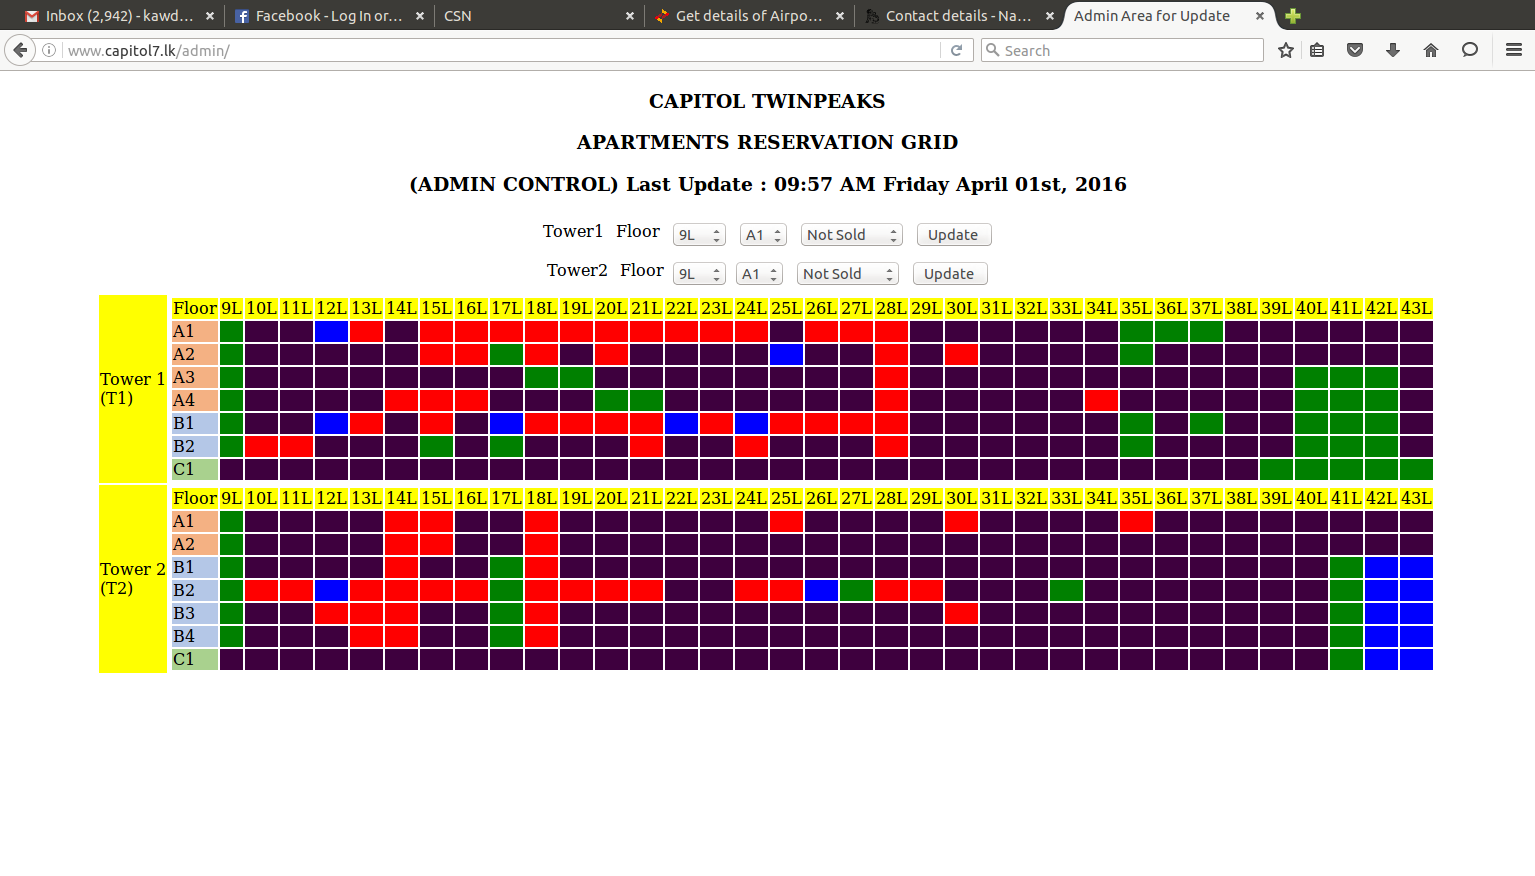 Inbox (2,942) - kawd... Facebook - Log In or... CSN Get details of Airpo... Contact details - Na... Admin Area for Update
www.capitol7.lk/admin/ Search
CAPITOL TWINPEAKS
APARTMENTS RESERVATION GRID
(ADMIN CONTROL) Last Update : 09:57 AM Friday April 01st, 2016
Tower1 Floor 9L A1 Not Sold Update
Tower2 Floor 9L A1 Not Sold Update
Tower 1
(T1)
Floor 9L 10L 11L 12L 13L 14L 15L 16L 17L 18L 19L 20L 21L 22L 23L 24L 25L 26L 27L 28L 29L 30L 31L 32L 33L 34L 35L 36L 37L 38L 39L 40L 41L 42L 43L
A1
A2
A3
A4
B1
B2
C1
Tower 2
(T2)
Floor 9L 10L 11L 12L 13L 14L 15L 16L 17L 18L 19L 20L 21L 22L 23L 24L 25L 26L 27L 28L 29L 30L 31L 32L 33L 34L 35L 36L 37L 38L 39L 40L 41L 42L 43L
A1
A2
B1
B2
B3
B4
C1